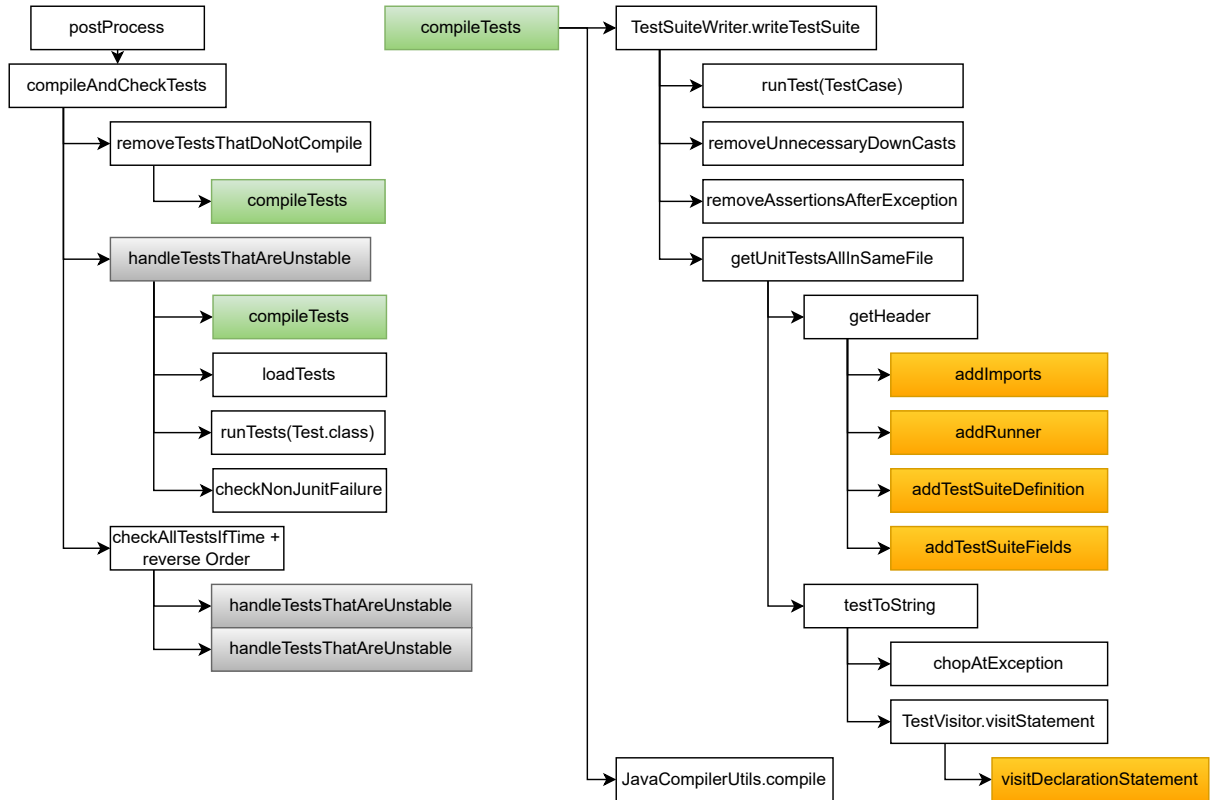 postProcess
compileAndCheckTests
removeTestsThatDoNotCompile
compileTests
handleTestsThatAreUnstable
compileTests
loadTests
runTests(Test.class)
checkNonJunitFailure
checkAllTestsIfTime +
reverse Order
handleTestsThatAreUnstable
handleTestsThatAreUnstable
compileTests
TestSuiteWriter.writeTestSuite
runTest(TestCase)
removeUnnecessaryDownCasts
removeAssertionsAfterException
getUnitTestsAllInSameFile
getHeader
addImports
addRunner
addTestSuiteDefinition
addTestSuiteFields
testToString
chopAtException
TestVisitor.visitStatement
visitDeclarationStatement
JavaCompilerUtils.compile